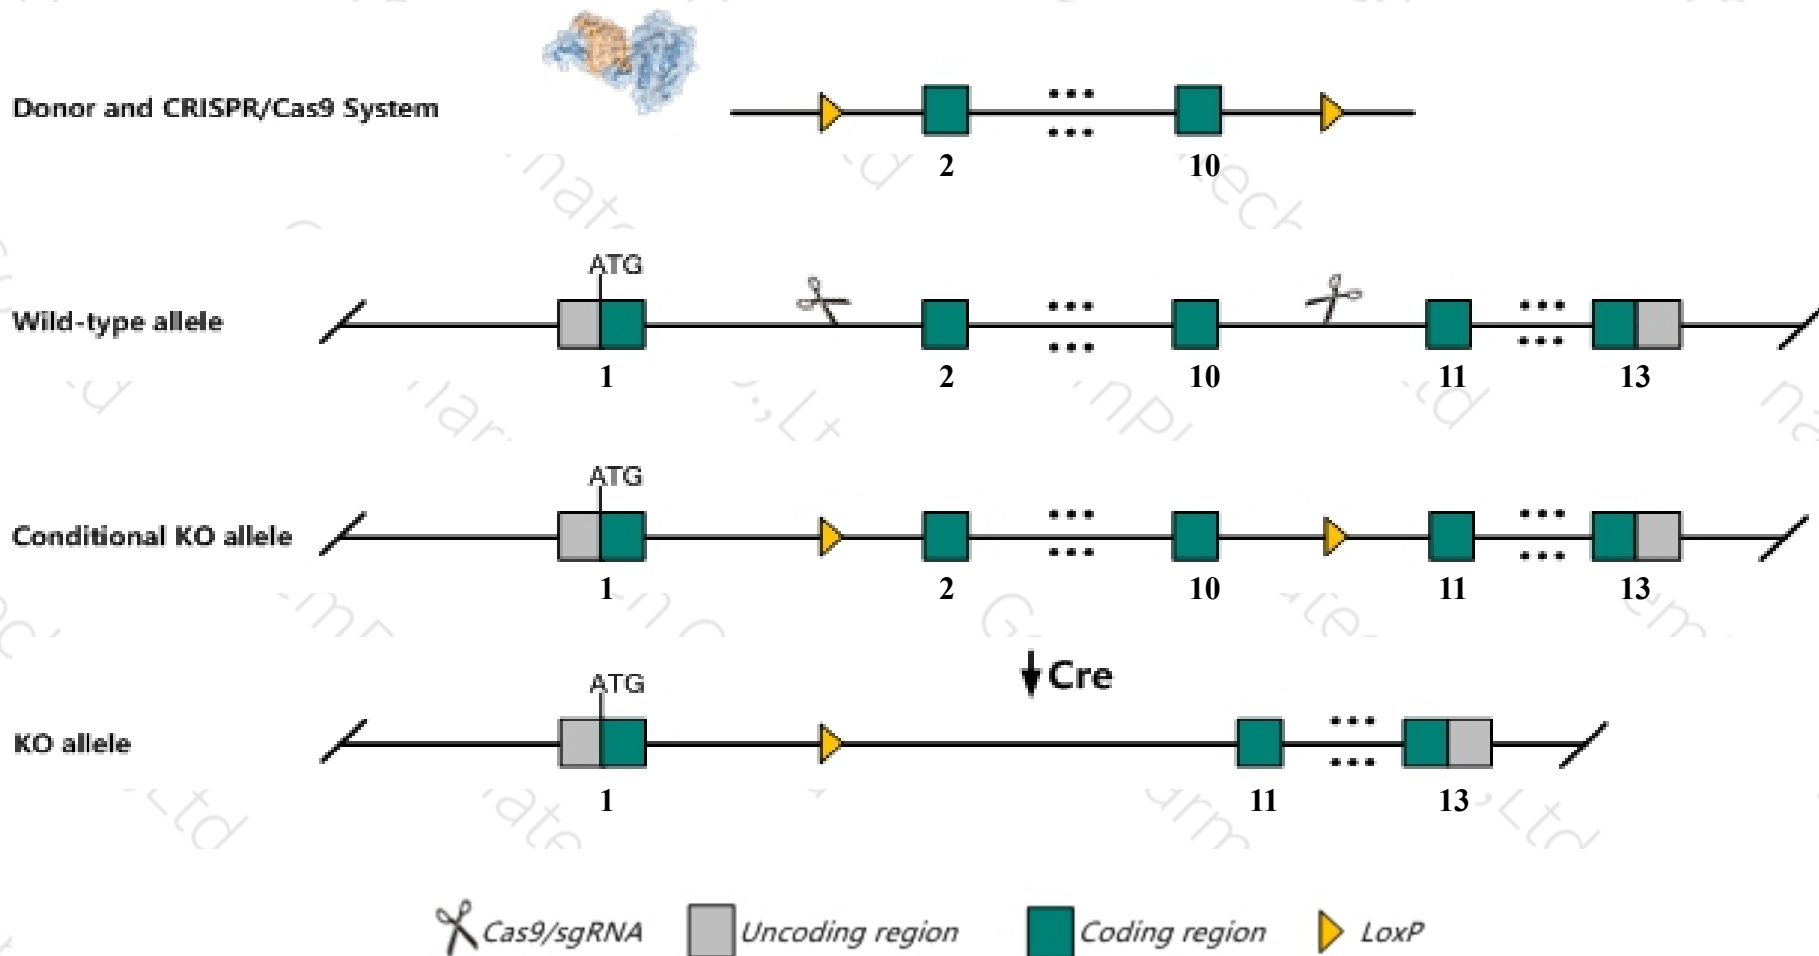 Donor and CRISPR/Cas9 System
2 10
ATG
Wild-type allele
1 2 10 11 13
ATG
Conditional KO allele
1 2 10 11 13
Cre
ATG
KO allele
1 11 13
Cas9/sgRNA Uncoding region Coding region LoxP